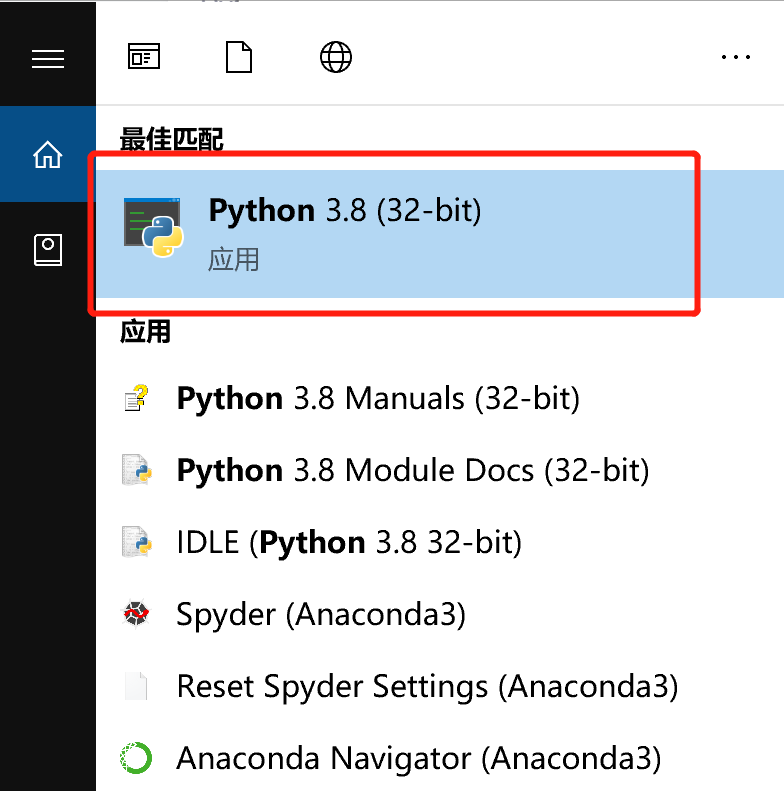 最佳匹配
Python 3.8 (32-bit)
应用
应用
Python 3.8 Manuals (32-bit)
Python 3.8 Module Docs (32-bit)
IDLE (Python 3.8 32-bit)
Spyder (Anaconda3)
Reset Spyder Settings (Anaconda3)
Anaconda Navigator (Anaconda3)